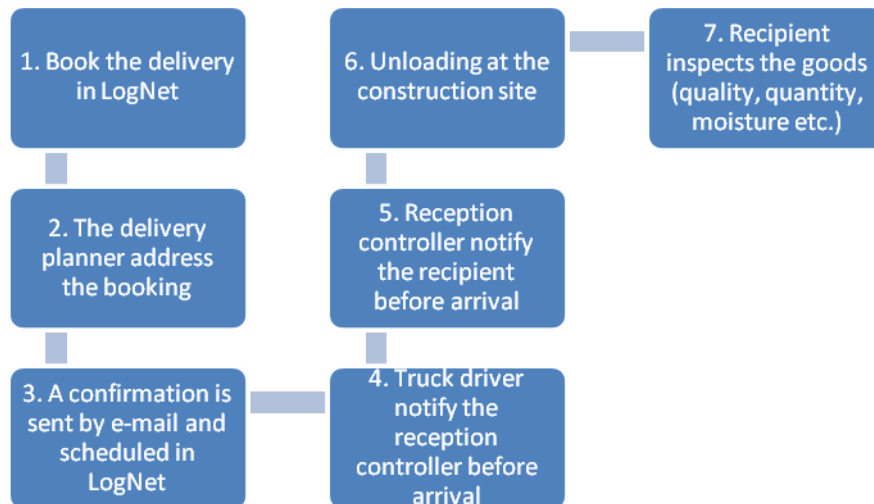 1. Book the delivery
in LogNet
2. The delivery
planner address
the booking
3. A confirmation is
sent by e-mail and
scheduled in
LogNet
4. Truck driver
notify the
reception
controller before
arrival
5. Reception
controller notify
the recipient
before arrival
6. Unloading at the
construction site
7. Recipient
inspects the goods
(quality, quantity,
moisture etc.)